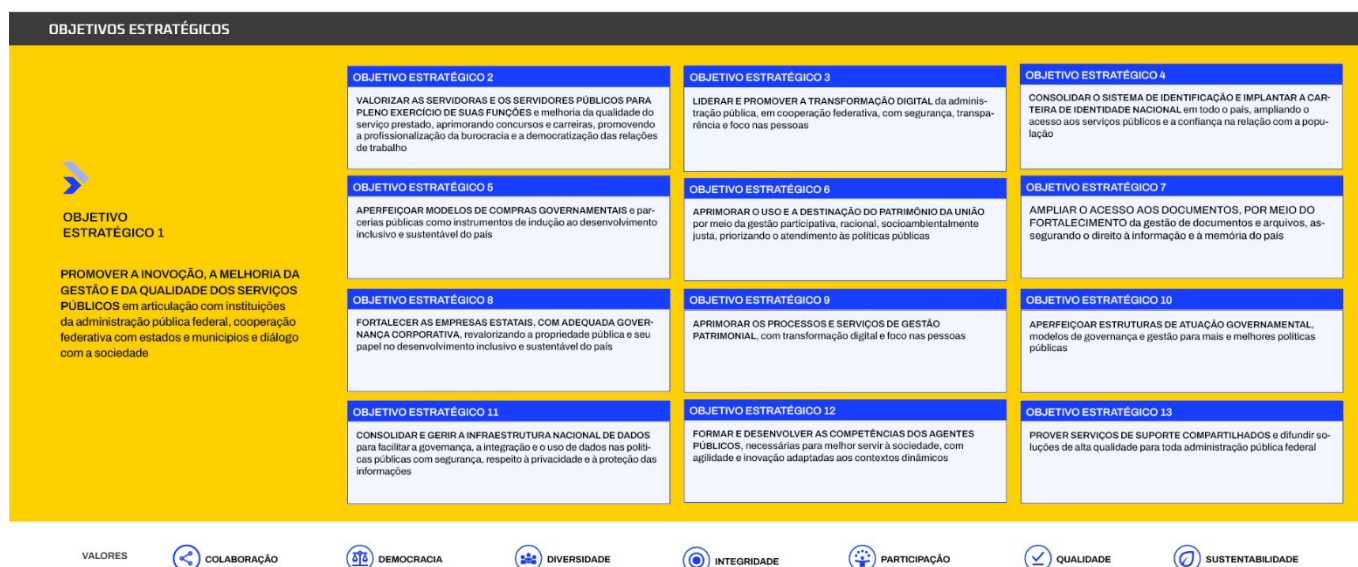 OBJETIVOS ESTRATÉGICOS
OBJETIVO
ESTRATÉGICO 1
PROMOVER A INOVOÇÃO, A MELHORIA DA
GESTÃO E DA QUALIDADE DOS SERVIÇOS
PÚBLICOS em articulação com instituições
da administração pública federal, cooperação
federativa com estados e municipios e diálogo
com a sociedade
OBJETIVO ESTRATÉGICO 2
VALORIZAR AS SERVIDORAS E OS SERVIDORES PÚBLICOS PARA
PLENO EXERCÍCIO DE SUAS FUNÇÕES e melhoria da qualidade do
serviço prestado, aprimorando concursos e carreiras, promovendo
a profissionalização da burocracia e a democratização das relações
de trabalho
OBJETIVO ESTRATÉGICO 3
LIDERAR E PROMOVER A TRANSFORMAÇÃO DIGITAL da adminis-
tração pública, em cooperação federativa, com segurança, transpa-
rência e foco nas pessoas
OBJETIVO ESTRATÉGICO 4
CONSOLIDAR O SISTEMA DE IDENTIFICAÇÃO E IMPLANTAR A CAR-
TEIRA DE IDENTIDADE NACIONAL em todo o país, ampliando o
acesso aos serviços públicos e a confiança na relação com a popu-
lação
OBJETIVO ESTRATÉGICO 5
APERFEIÇOAR MODELOS DE COMPRAS GOVERNAMENTAIS e par-
cerias públicas como instrumentos de indução ao desenvolvimento
inclusivo e sustentável do país
OBJETIVO ESTRATÉGICO 6
APRIMORAR O USO E A DESTINAÇÃO DO PATRIMÔNIO DA UNIÃO
por meio da gestão participativa, racional, socioambientalmente
justa, priorizando o atendimento às políticas públicas
OBJETIVO ESTRATÉGICO 7
AMPLIAR O ACESSO AOS DOCUMENTOS, POR MEIO DO
FORTALECIMENTO da gestão de documentos e arquivos, as-
segurando o direito à informação e à memória do país
OBJETIVO ESTRATÉGICO 8
FORTALECER AS EMPRESAS ESTATAIS, COM ADEQUADA GOVER-
NANÇA CORPORATIVA, revalorizando a propriedade pública e seu
papel no desenvolvimento inclusivo e sustentável do país
OBJETIVO ESTRATÉGICO 9
APRIMORAR OS PROCESSOS E SERVIÇOS DE GESTÃO
PATRIMONIAL, com transformação digital e foco nas pessoas
OBJETIVO ESTRATÉGICO 10
APERFEIÇOAR ESTRUTURAS DE ATUAÇÃO GOVERNAMENTAL,
modelos de governança e gestão para mais e melhores políticas
públicas
OBJETIVO ESTRATÉGICO 11
CONSOLIDAR E GERIR A INFRAESTRUTURA NACIONAL DE DADOS
para facilitar a governança, a integração e o uso de dados nas políti-
cas públicas com segurança, respeito à privacidade e à proteção das
informações
OBJETIVO ESTRATÉGICO 12
FORMAR E DESENVOLVER AS COMPETÊNCIAS DOS AGENTES
PÚBLICOS, necessárias para melhor servir à sociedade, com
agilidade e inovação adaptadas aos contextos dinâmicos
OBJETIVO ESTRATÉGICO 13
PROVER SERVIÇOS DE SUPORTE COMPARTILHADOS e difundir so-
luções de alta qualidade para toda administração pública federal
VALORES
COLABORAÇÃO
DEMOCRACIA
DIVERSIDADE
INTEGRIDADE
PARTICIPAÇÃO
QUALIDADE
SUSTENTABILIDADE